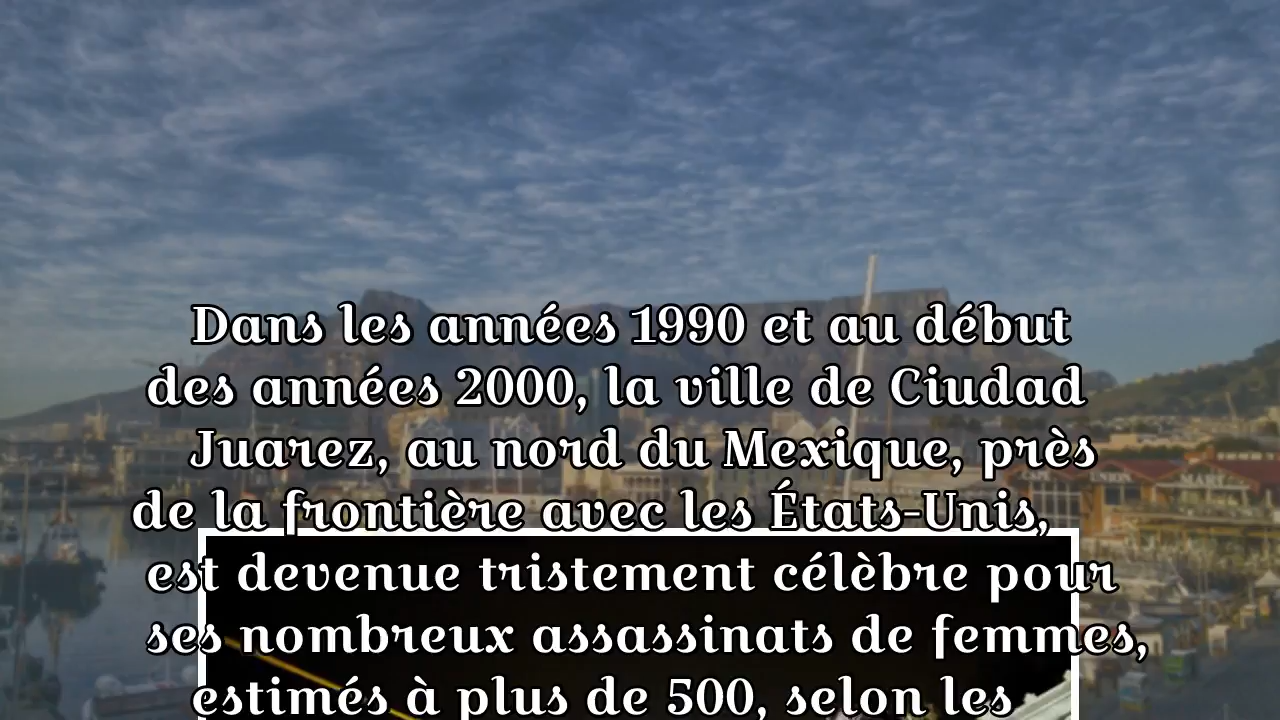 Dans les années 1990 et au début
des années 2000, la ville de Ciudad
Juarez, au nord du Mexique, près
de la frontière avec les États-Unis,
est devenue tristement célèbre pour
ses nombreux assassinats de femmes,
estimés à plus de 500, selon les
UNION
MART